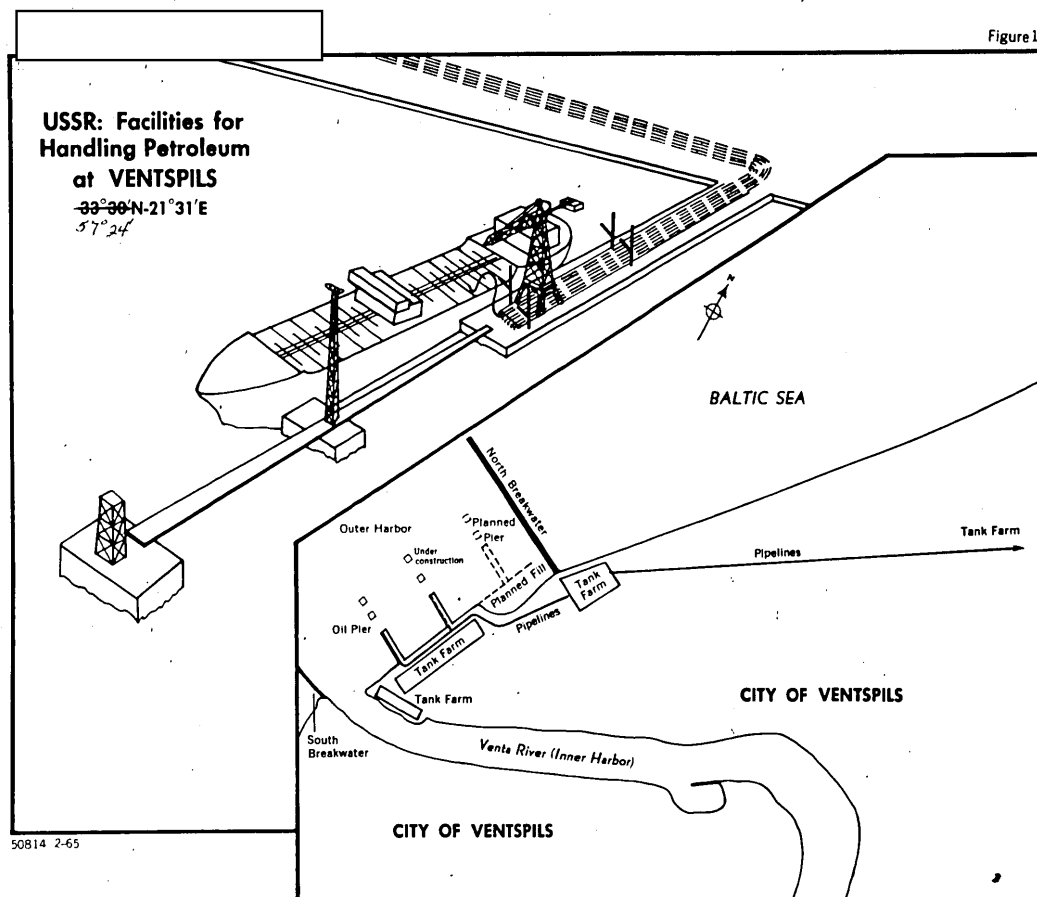 Figure 1
USSR: Facilities for
Handling Petroleum
at VENTSPILS
33°30'N-21°31'E
57°24'
N
BALTIC SEA
North Breakwater
Outer Harbor
Planned
Pier
Under
construction
Planned Fill
Tank
Farm
Pipelines
Tank Farm
Oil Pier
Pipelines
Tank Farm
Tank Farm
CITY OF VENTSPILS
South
Breakwater
Venta River (Inner Harbor)
CITY OF VENTSPILS
50814 2-65